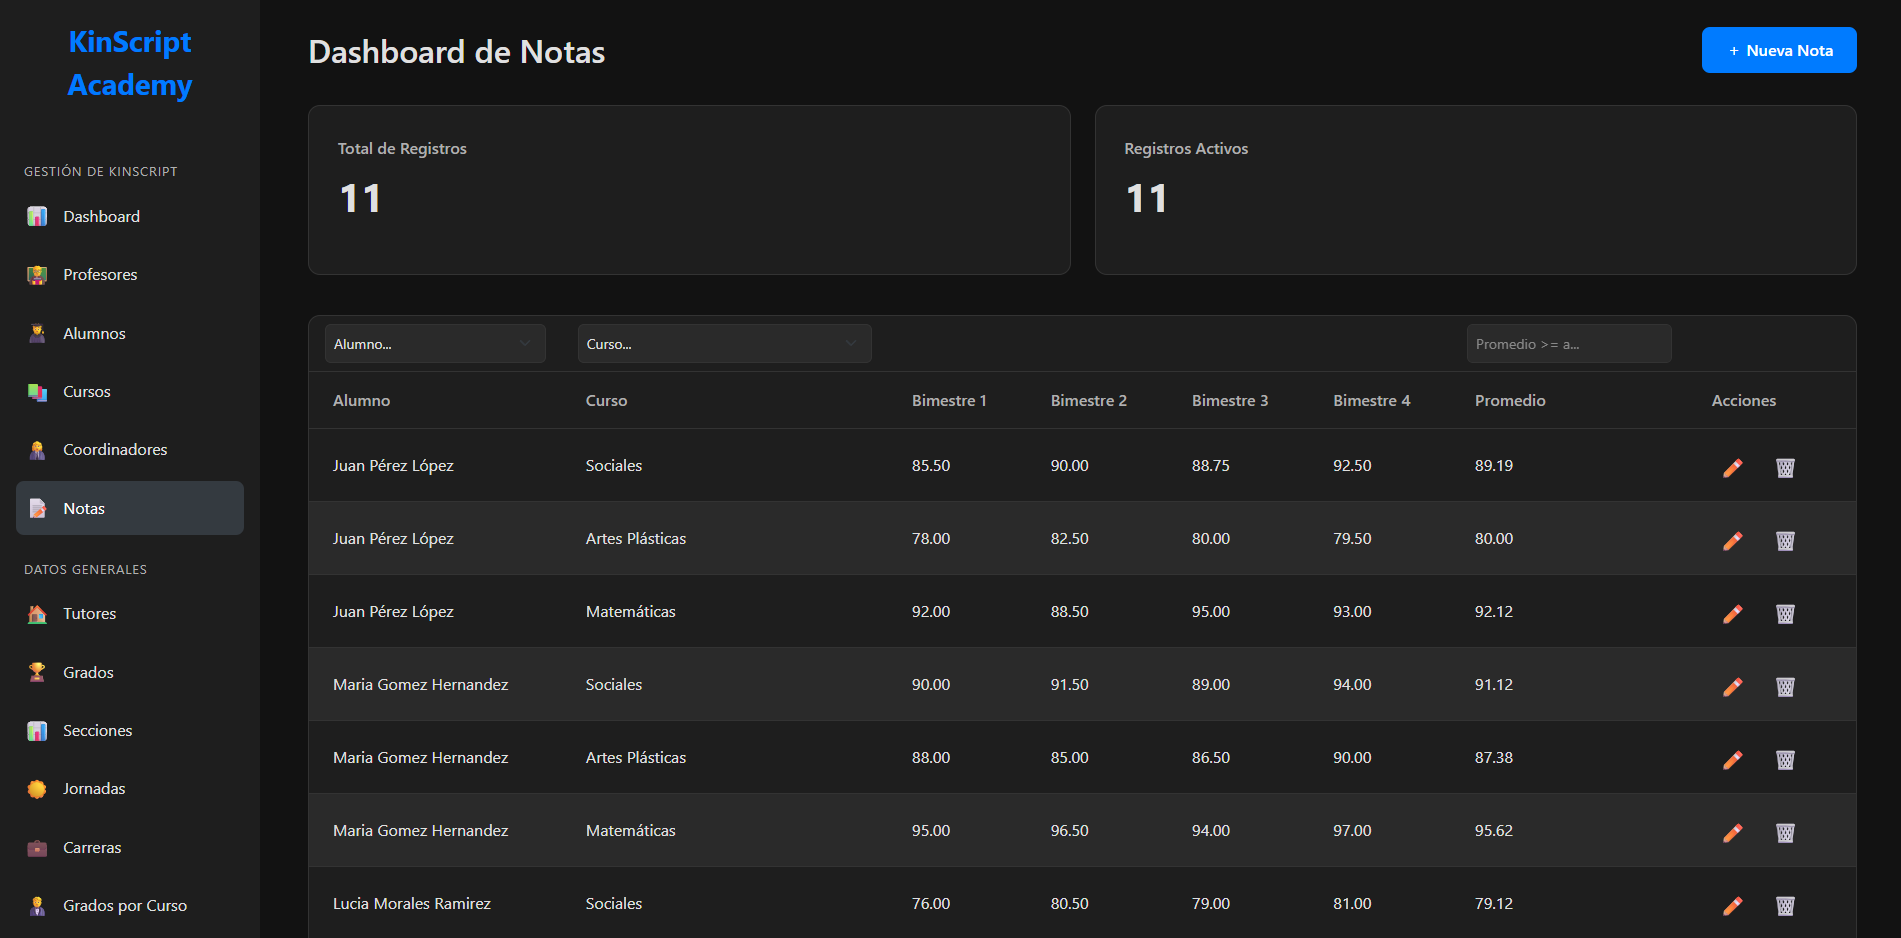 KinScript
Academy
GESTIÓN DE KINSCRIPT
Dashboard
Profesores
Alumnos
Cursos
Coordinadores
Notas
DATOS GENERALES
Tutores
Grados
Secciones
Jornadas
Carreras
Grados por Curso
Dashboard de Notas
+ Nueva Nota
Total de Registros
11
Registros Activos
11
Alumno... Curso... Promedio >= a...
Alumno Curso Bimestre 1 Bimestre 2 Bimestre 3 Bimestre 4 Promedio Acciones
Juan Pérez López Sociales 85.50 90.00 88.75 92.50 89.19
Juan Pérez López Artes Plásticas 78.00 82.50 80.00 79.50 80.00
Juan Pérez López Matemáticas 92.00 88.50 95.00 93.00 92.12
Maria Gomez Hernandez Sociales 90.00 91.50 89.00 94.00 91.12
Maria Gomez Hernandez Artes Plásticas 88.00 85.00 86.50 90.00 87.38
Maria Gomez Hernandez Matemáticas 95.00 96.50 94.00 97.00 95.62
Lucia Morales Ramirez Sociales 76.00 80.50 79.00 81.00 79.12